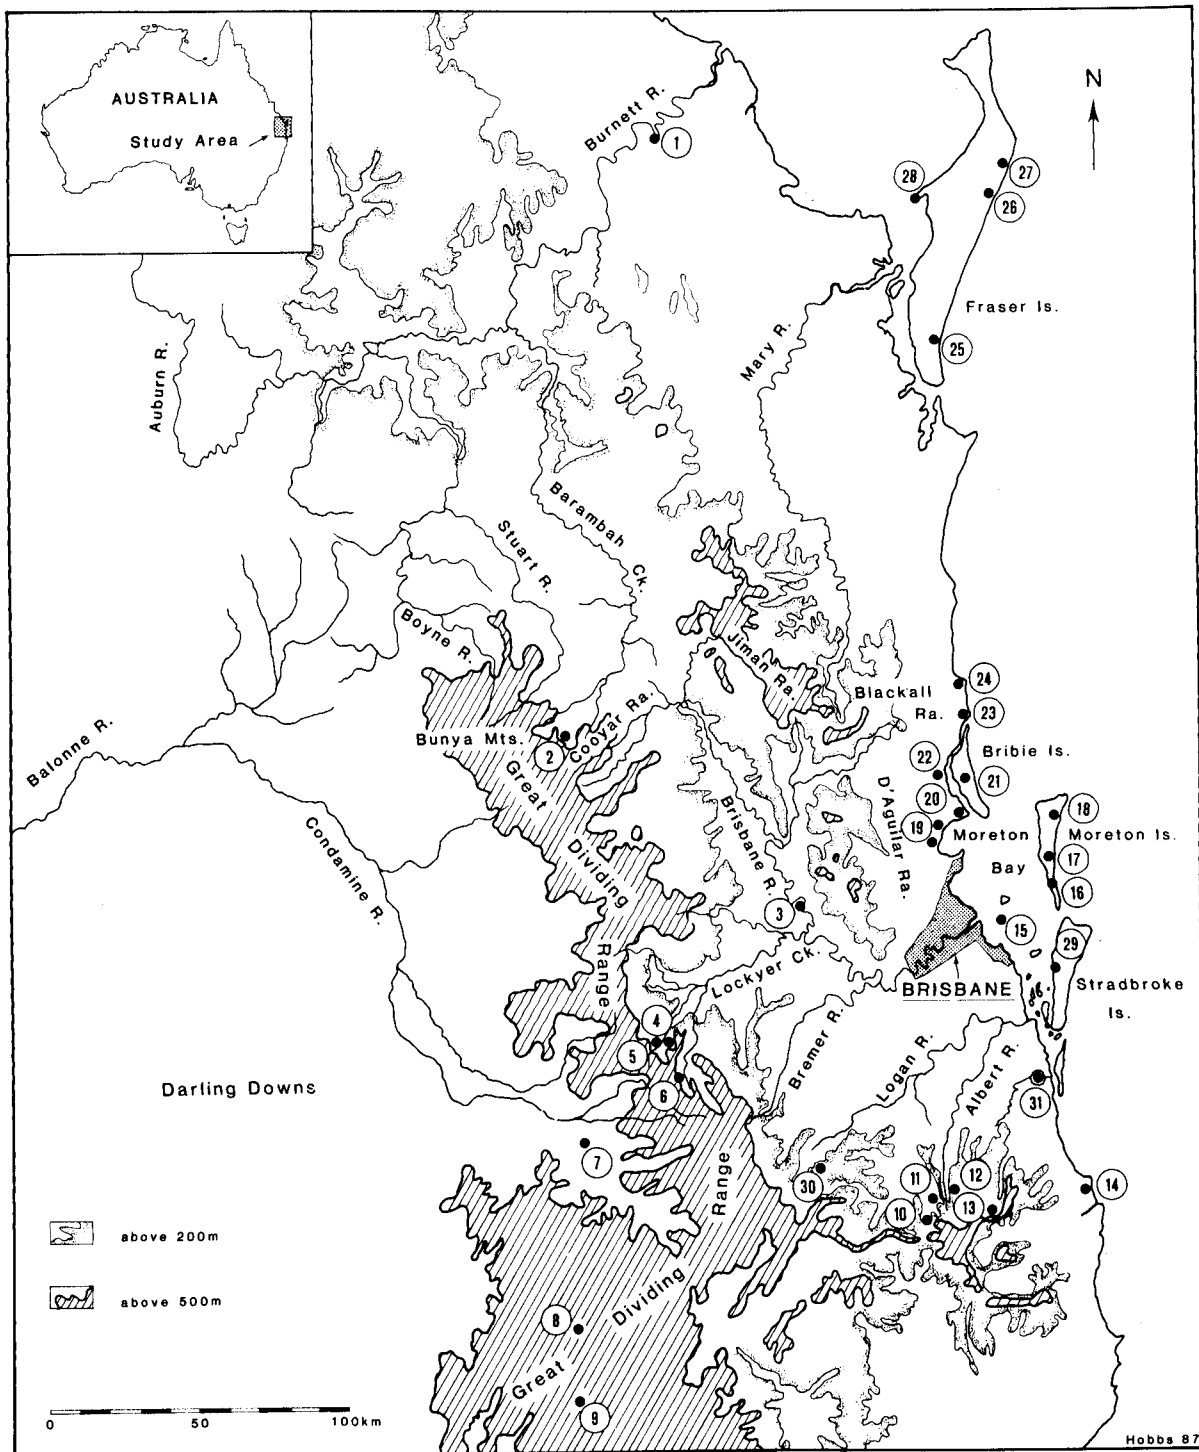 AUSTRALIA
Study Area
N
Burnett R.
1
28
27
26
Fraser Is.
25
Mary R.
Auburn R.
Barambah Ck.
Stuart R.
Boyne R.
Jiman Ra.
Blackall
Ra.
24
23
Balonne R.
Bunya Mts.
Cooyar Ra.
2
Bribie Is.
22
21
20
19
D'Aguilar Ra.
Moreton
Bay
18
Moreton Is.
17
16
Great
Dividing
Range
Condamine R.
Brisbane R.
3
15
29
Lockyer Ck.
BRISBANE
Stradbroke
Is.
4
5
6
Bremer R.
Logan R.
Albert R.
31
Darling Downs
7
Range
30
11
12
10
13
14
above 200m
above 500m
8
Dividing
Great
9
0
50
100km
Hobbs 87